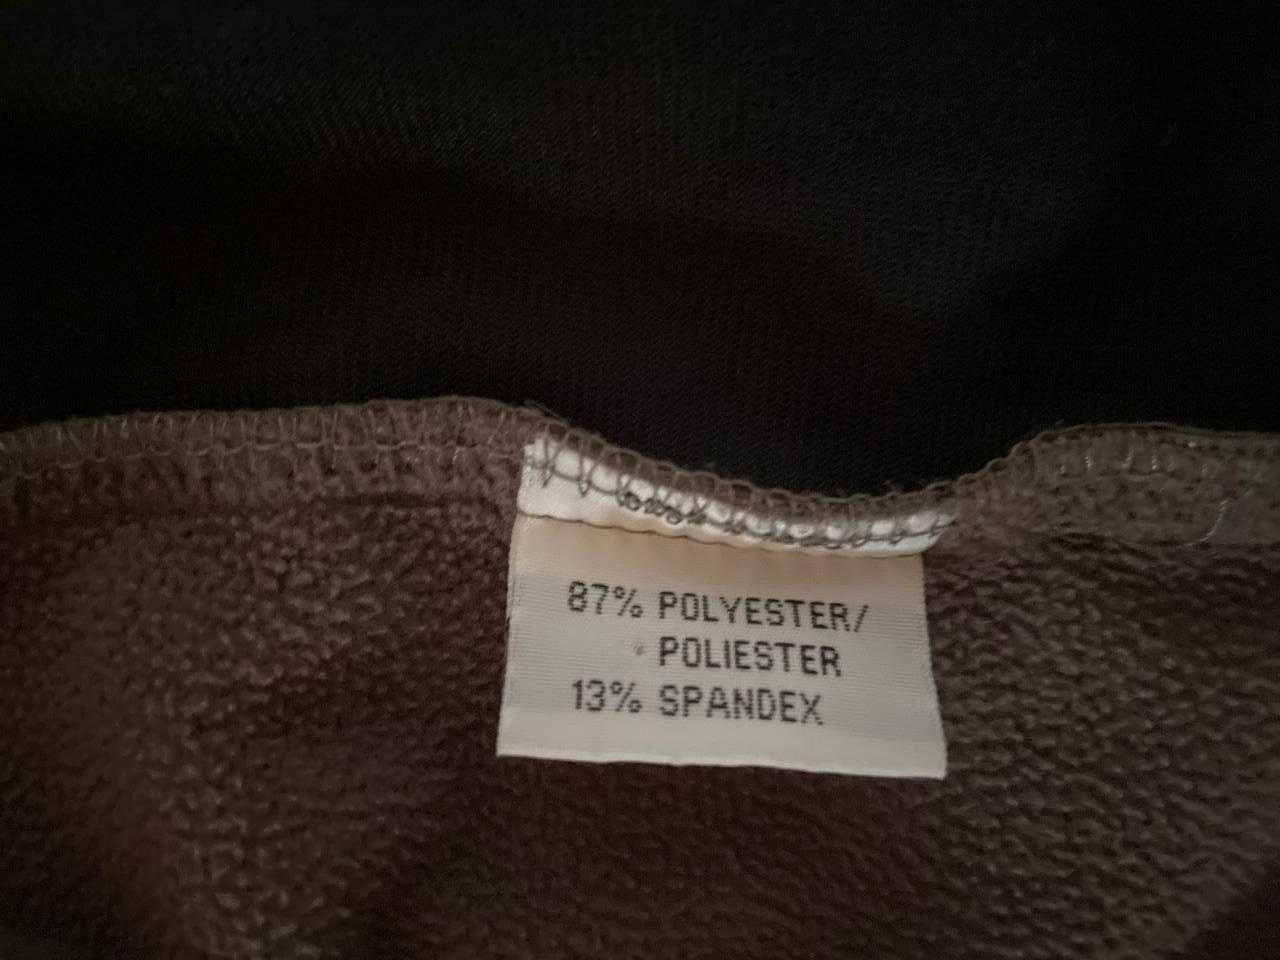 87% POLYESTER/
POLIESTER
13% SPANDEX